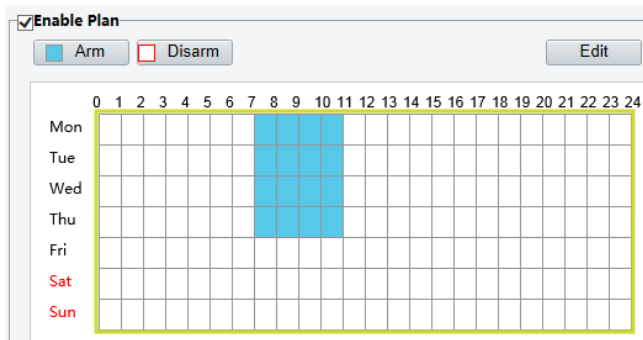 Enable Plan
Arm Disarm Edit
0 1 2 3 4 5 6 7 8 9 10 11 12 13 14 15 16 17 18 19 20 21 22 23 24
Mon
Tue
Wed
Thu
Fri
Sat
Sun